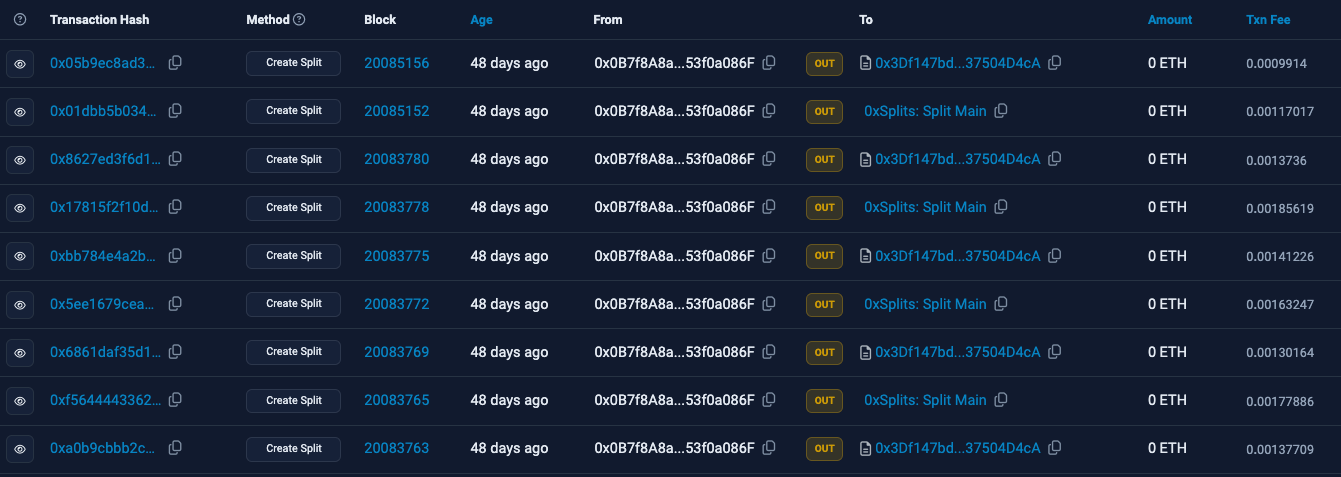 Transaction Hash Method Block Age From To Amount Txn Fee
0x05b9ec8ad3... Create Split 20085156 48 days ago 0x0B7f8A8a...53f0a086F OUT 0x3Df147bd...37504D4cA 0 ETH 0.0009914
0x01dbb5b034... Create Split 20085152 48 days ago 0x0B7f8A8a...53f0a086F OUT 0xSplits: Split Main 0 ETH 0.00117017
0x8627ed3f6d1... Create Split 20083780 48 days ago 0x0B7f8A8a...53f0a086F OUT 0x3Df147bd...37504D4cA 0 ETH 0.0013736
0x17815f2f10d... Create Split 20083778 48 days ago 0x0B7f8A8a...53f0a086F OUT 0xSplits: Split Main 0 ETH 0.00185619
0xbb784e4a2b... Create Split 20083775 48 days ago 0x0B7f8A8a...53f0a086F OUT 0x3Df147bd...37504D4cA 0 ETH 0.00141226
0x5ee1679cea... Create Split 20083772 48 days ago 0x0B7f8A8a...53f0a086F OUT 0xSplits: Split Main 0 ETH 0.00163247
0x6861daf35d1... Create Split 20083769 48 days ago 0x0B7f8A8a...53f0a086F OUT 0x3Df147bd...37504D4cA 0 ETH 0.00130164
0xf5644443362... Create Split 20083765 48 days ago 0x0B7f8A8a...53f0a086F OUT 0xSplits: Split Main 0 ETH 0.00177886
0xa0b9cbbb2c... Create Split 20083763 48 days ago 0x0B7f8A8a...53f0a086F OUT 0x3Df147bd...37504D4cA 0 ETH 0.00137709